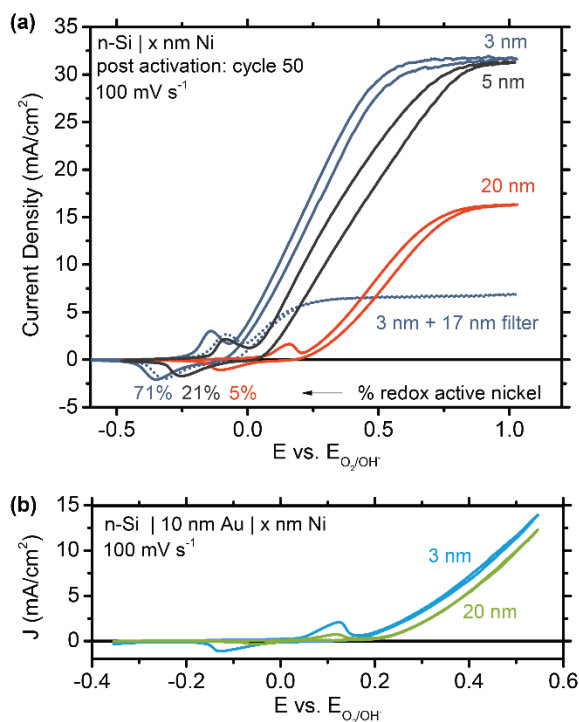 (a)
n-Si | x nm Ni
post activation: cycle 50
100 mV s⁻¹
3 nm
5 nm
20 nm
3 nm + 17 nm filter
71% 21% 5% % redox active nickel
35
30
25
20
15
10
5
0
-5
Current Density (mA/cm²)
-0.5 0.0 0.5 1.0
E vs. E_O₂/OH⁻
(b)
n-Si | 10 nm Au | x nm Ni
100 mV s⁻¹
3 nm
20 nm
15
10
5
0
J (mA/cm²)
-0.4 -0.2 0.0 0.2 0.4 0.6
E vs. E_O₂/OH⁻